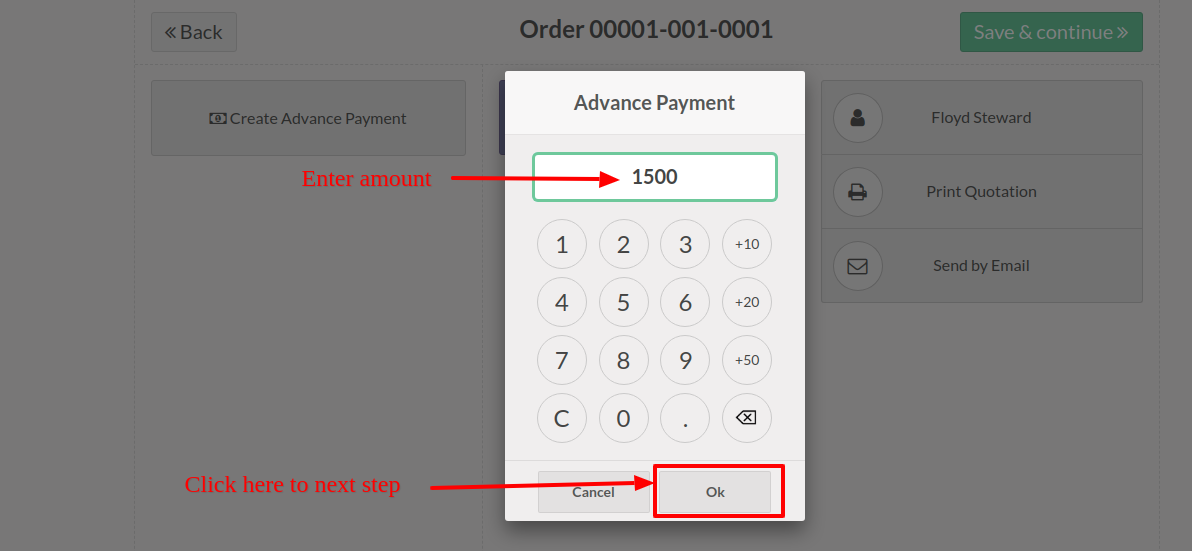 Back
Order 00001-001-0001
Save & continue
Create Advance Payment
Advance Payment
Enter amount
1500
1 2 3 +10
4 5 6 +20
7 8 9 +50
C 0 .
Floyd Steward
Print Quotation
Send by Email
Click here to next step
Cancel
Ok